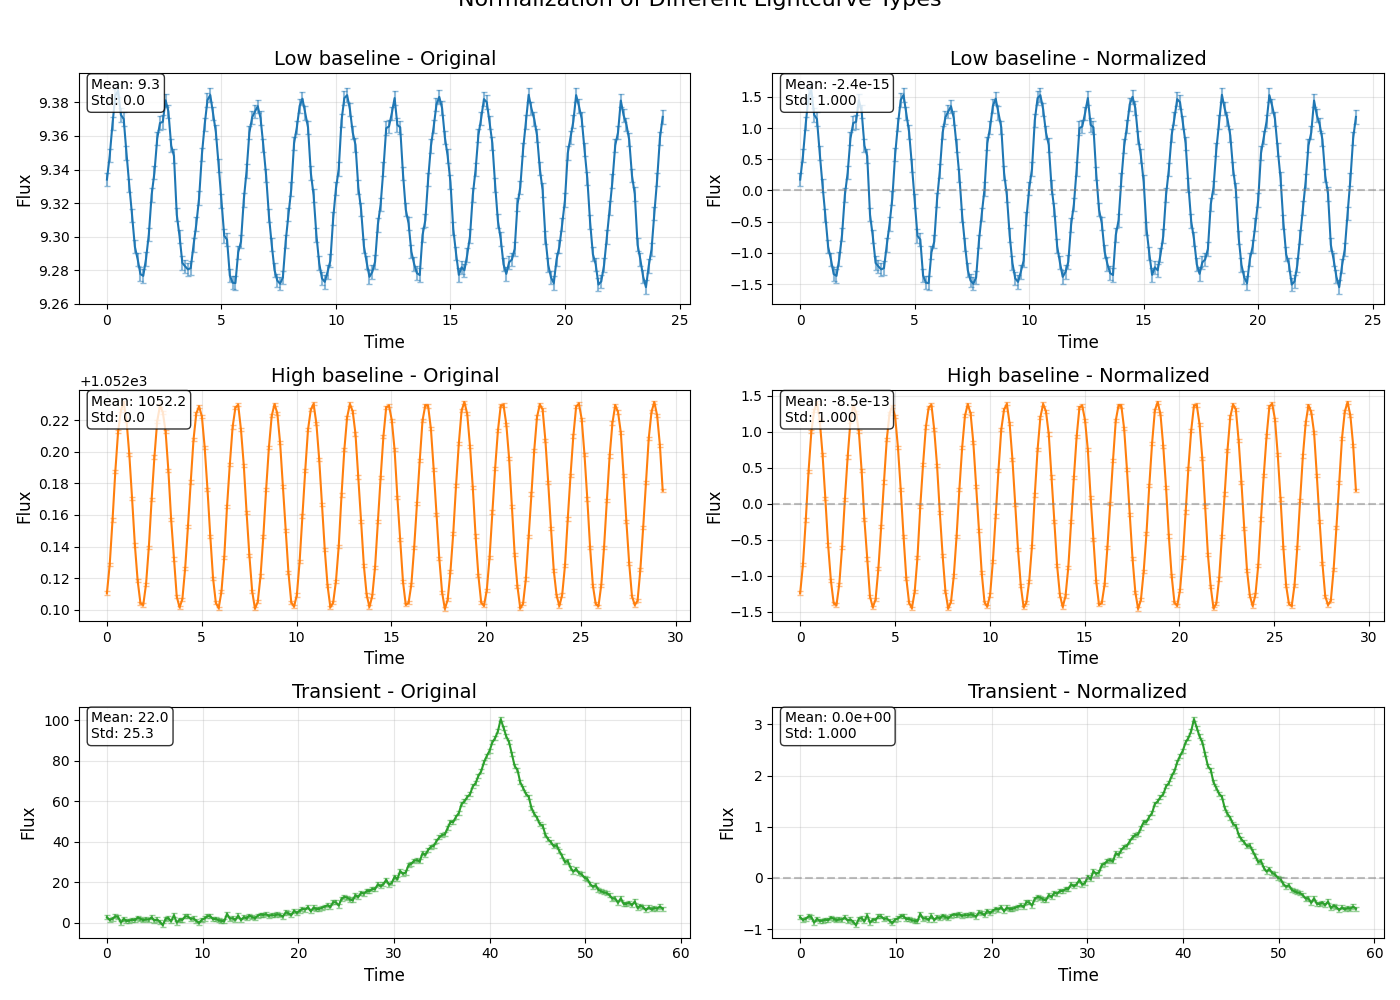 Normalization of Different Lightcurve Types
Low baseline - Original
Mean: 9.3
Std: 0.0
9.38
9.36
9.34
9.32
9.30
9.28
9.26
Flux
0 5 10 15 20 25
Time
Low baseline - Normalized
Mean: -2.4e-15
Std: 1.000
1.5
1.0
0.5
0.0
−0.5
−1.0
−1.5
Flux
0 5 10 15 20 25
Time
High baseline - Original
+1.052e3
Mean: 1052.2
Std: 0.0
0.22
0.20
0.18
0.16
0.14
0.12
0.10
Flux
0 5 10 15 20 25 30
Time
High baseline - Normalized
Mean: -8.5e-13
Std: 1.000
1.5
1.0
0.5
0.0
−0.5
−1.0
−1.5
Flux
0 5 10 15 20 25 30
Time
Transient - Original
Mean: 22.0
Std: 25.3
100
80
60
40
20
0
Flux
0 10 20 30 40 50 60
Time
Transient - Normalized
Mean: 0.0e+00
Std: 1.000
3
2
1
0
−1
Flux
0 10 20 30 40 50 60
Time